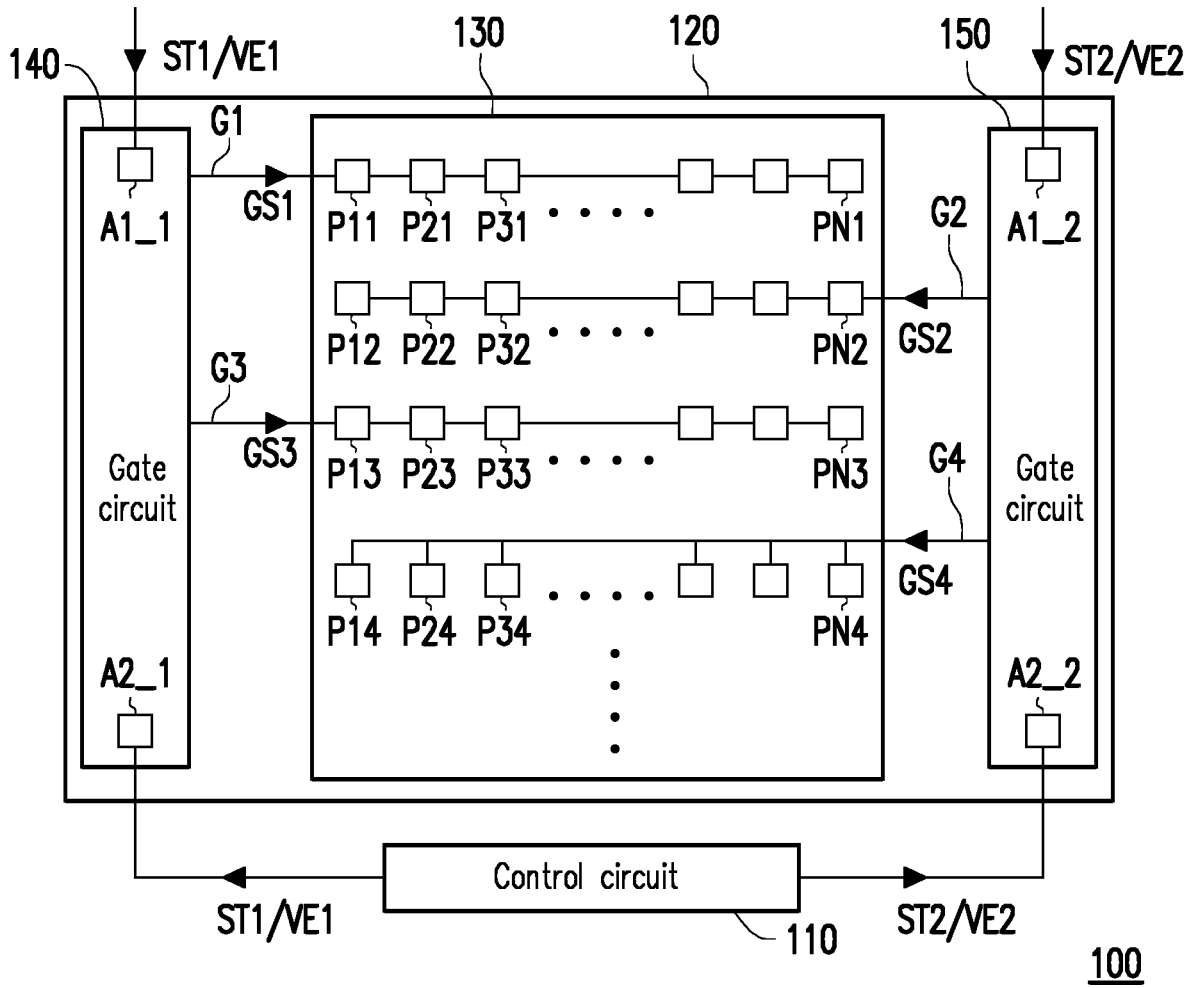 130 120 150
140 ST1/VE1 ST2/VE2
G1
GS1
A1_1 P11 P21 P31 PN1 G2 A1_2
P12 P22 P32 PN2 GS2
G3
GS3
P13 P23 P33 PN3 G4
Gate circuit
Gate circuit
GS4
P14 P24 P34 PN4
A2_1 A2_2
Control circuit
ST1/VE1 110 ST2/VE2
100